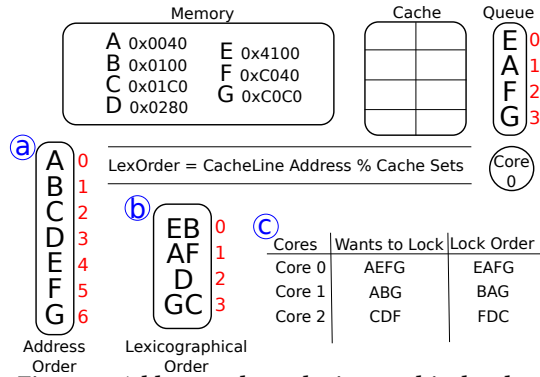 Memory
Cache
Queue
A 0x0040
B 0x0100
C 0x01C0
D 0x0280
E 0x4100
F 0xC040
G 0xC0C0
E 0
A 1
F 2
G 3
Core
0
LexOrder = CacheLine Address % Cache Sets
a
A 0
B 1
C 2
D 3
E 4
F 5
G 6
Address
Order
b
EB 0
AF 1
D 2
GC 3
Lexicographical
Order
c
Cores Wants to Lock Lock Order
Core 0 AEFG EAFG
Core 1 ABG BAG
Core 2 CDF FDC